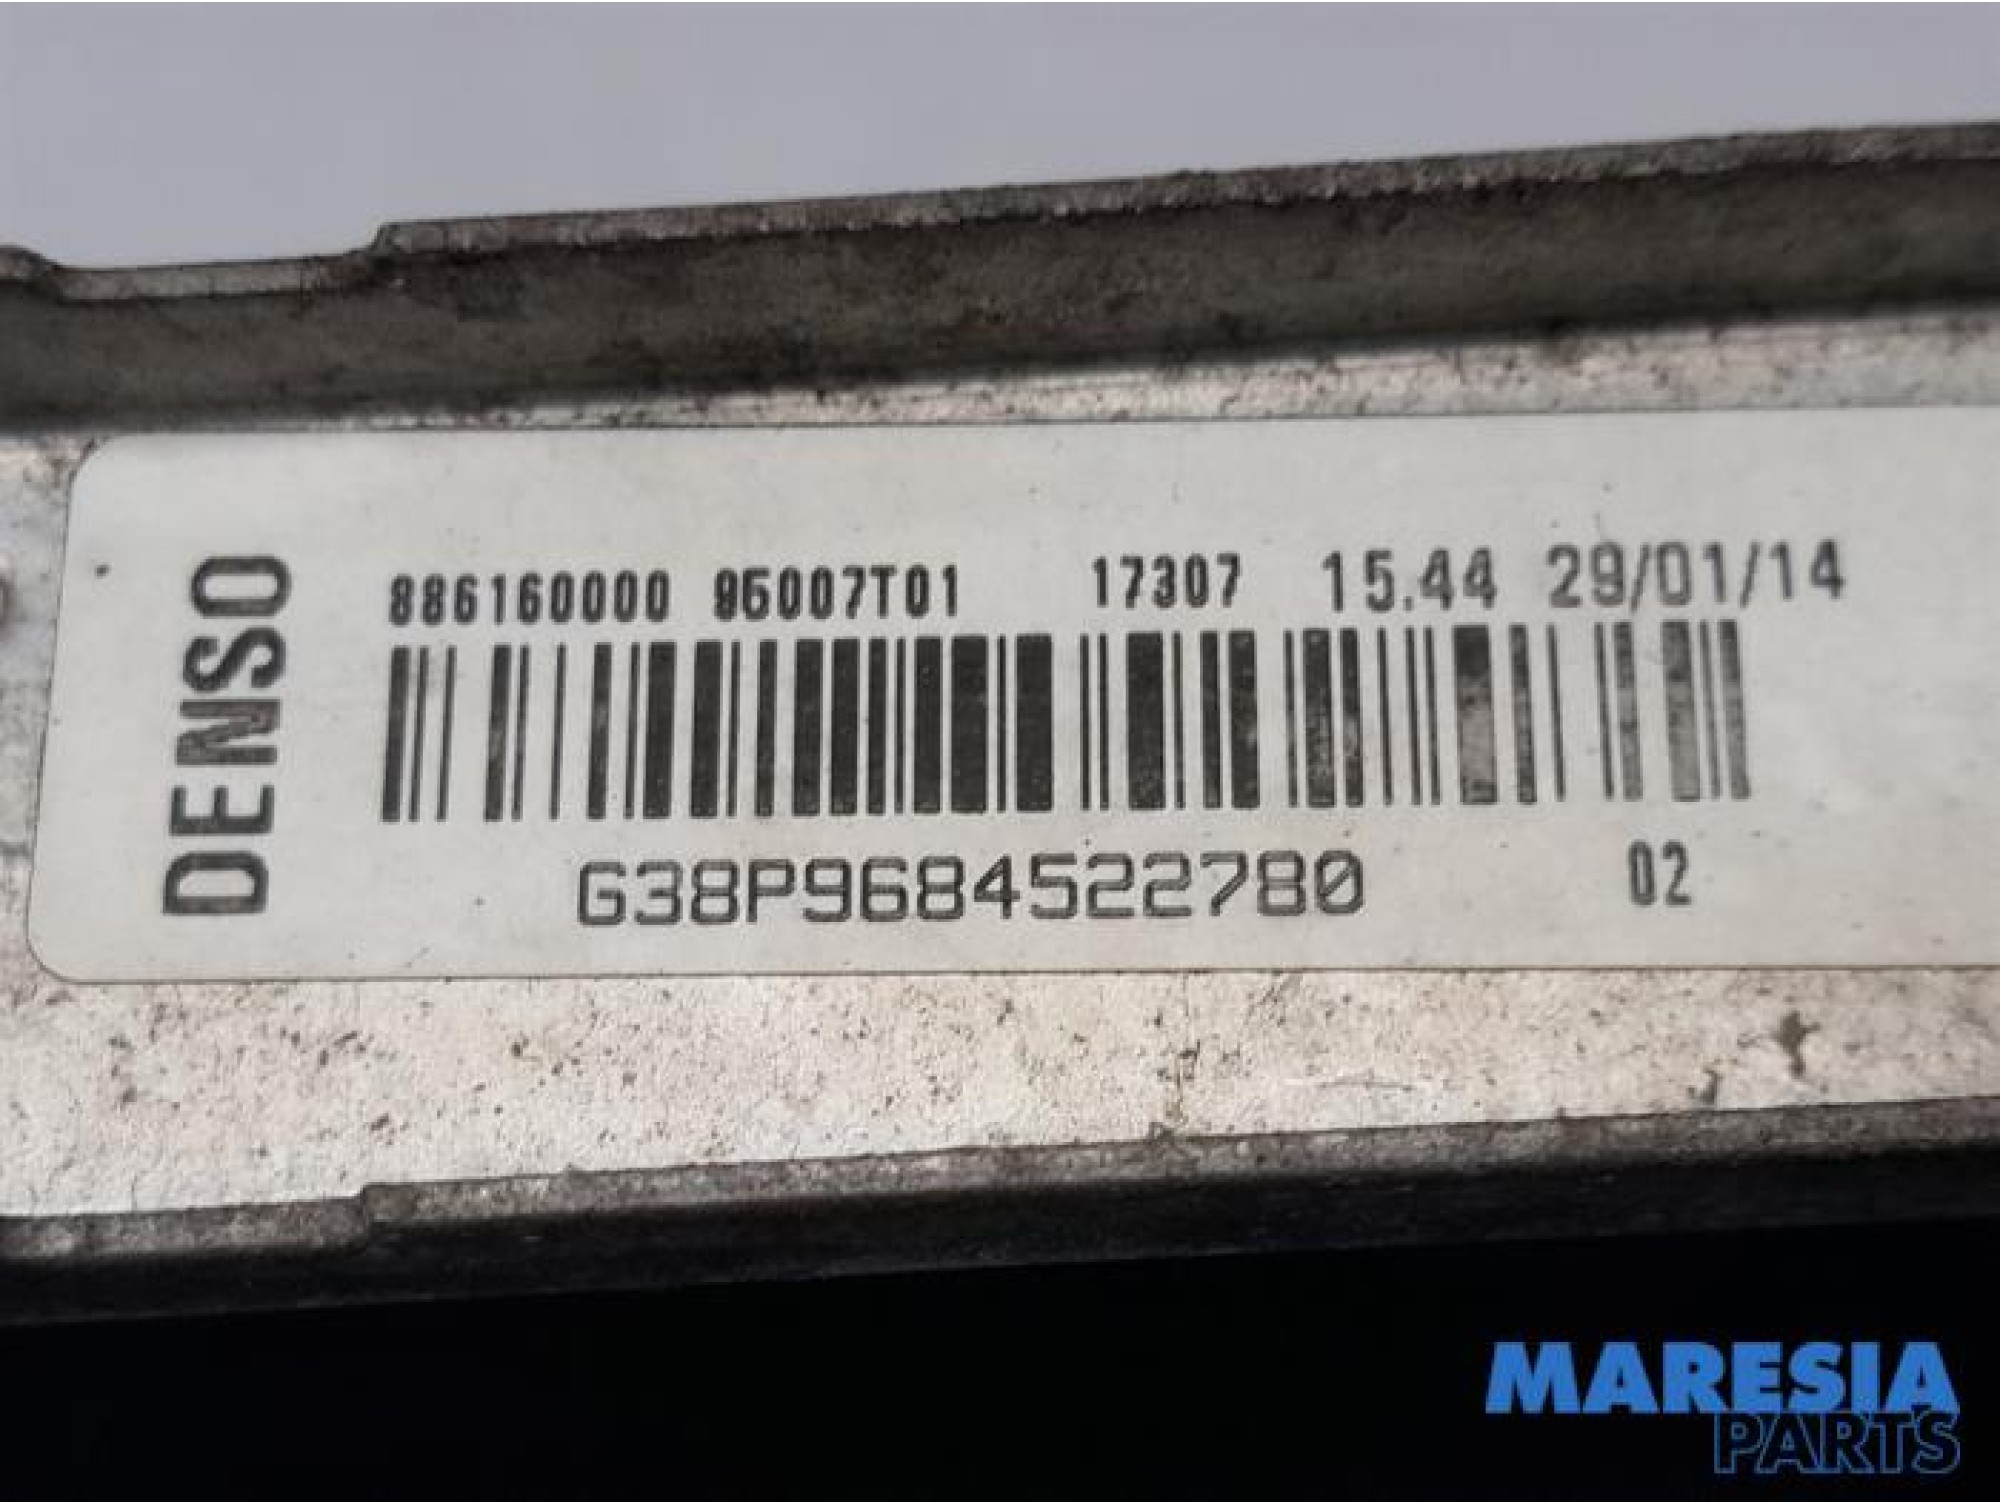 DENSO
886160000 95007T01 17307 15.44 29/01/14
G38P9684522780 02
MARESIA
PARTS